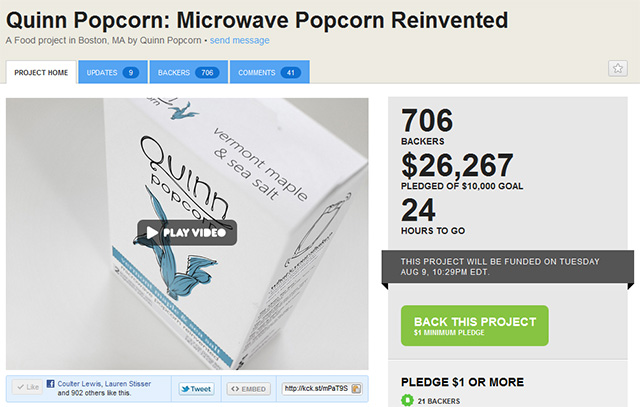 Quinn Popcorn: Microwave Popcorn Reinvented
A Food project in Boston, MA by Quinn Popcorn • send message
PROJECT HOME
UPDATES 9
BACKERS 706
COMMENTS 41
vermont maple
& sea salt
Quinn
popcorn
PLAY VIDEO
706
BACKERS
$26,267
PLEDGED OF $10,000 GOAL
24
HOURS TO GO
THIS PROJECT WILL BE FUNDED ON TUESDAY
AUG 9, 10:29PM EDT.
BACK THIS PROJECT
$1 MINIMUM PLEDGE
Like
Coulter Lewis, Lauren Stisser
and 902 others like this.
Tweet
<> EMBED
http://kck.st/mPaT9S
PLEDGE $1 OR MORE
21 BACKERS